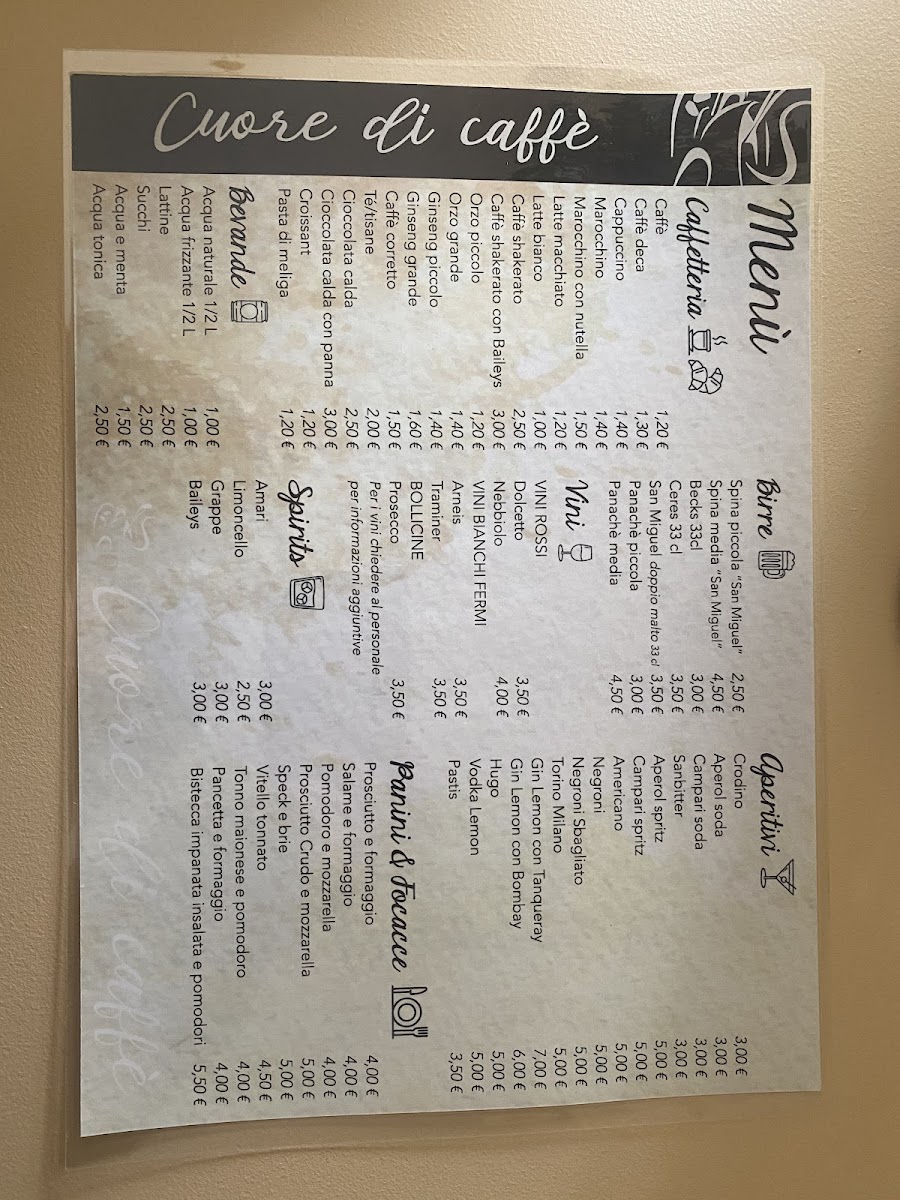 Cuore di caffè
Menù
Caffetteria
Caffè 1,20 €
Caffè deca 1,30 €
Cappucino 1,40 €
Marocchino 1,40 €
Marocchino con nutella 1,50 €
Latte macchiato 1,20 €
Latte bianco 1,00 €
Caffè shakerato 2,50 €
Caffè shakerato con Baileys 3,00 €
Orzo piccolo 1,20 €
Orzo grande 1,40 €
Ginseng piccolo 1,40 €
Ginseng grande 1,60 €
Caffè corretto 1,50 €
Té/tisane 2,00 €
Cioccolata calda 2,50 €
Cioccolata calda con panna 3,00 €
Croissant 1,20 €
Pasta di meliga 1,20 €
Bevande
Acqua naturale 1/2 L 1,00 €
Acqua frizzante 1/2 L 1,00 €
Lattine 2,50 €
Succhi 2,50 €
Acqua e menta 1,50 €
Acqua tonica 2,50 €
Birre
Spina piccola "San Miguel" 2,50 €
Spina media "San Miguel" 4,50 €
Becks 33cl 3,00 €
Ceres 33 cl 3,50 €
San Miguel doppio malto 33 cl 3,50 €
Panachè piccola 3,00 €
Panachè media 4,50 €
Vini
VINI ROSSI
Dolcetto 3,50 €
Nebbiolo 4,00 €
VINI BIANCHI FERMI
Arneis 3,50 €
Traminer 3,50 €
BOLLICINE
Prosecco 3,50 €
Per i vini chiedere al personale
per informazioni aggiuntive
Spirits
Amari 3,00 €
Limoncello 2,50 €
Grappe 3,00 €
Baileys 3,00 €
Aperitivi
Crodino 3,00 €
Aperol soda 3,00 €
Campari soda 3,00 €
Sanbitter 3,00 €
Aperol spritz 5,00 €
Campari spritz 5,00 €
Americano 5,00 €
Negroni 5,00 €
Negroni Sbagliato 5,00 €
Torino Milano 5,00 €
Gin Lemon con Tanqueray 7,00 €
Gin Lemon con Bombay 6,00 €
Hugo 5,00 €
Vodka Lemon 5,00 €
Pastis 3,50 €
Panini & Focacce
Prosciutto e formaggio 4,00 €
Salame e formaggio 4,00 €
Pomodoro e mozzarella 4,00 €
Prosciutto Crudo e mozzarella 5,00 €
Speck e brie 5,00 €
Vitello tonnato 4,50 €
Tonno maionese e pomodoro 4,00 €
Pancetta e formaggio 4,00 €
Bistecca impanata insalata e pomodori 5,50 €
Cuore di caffè